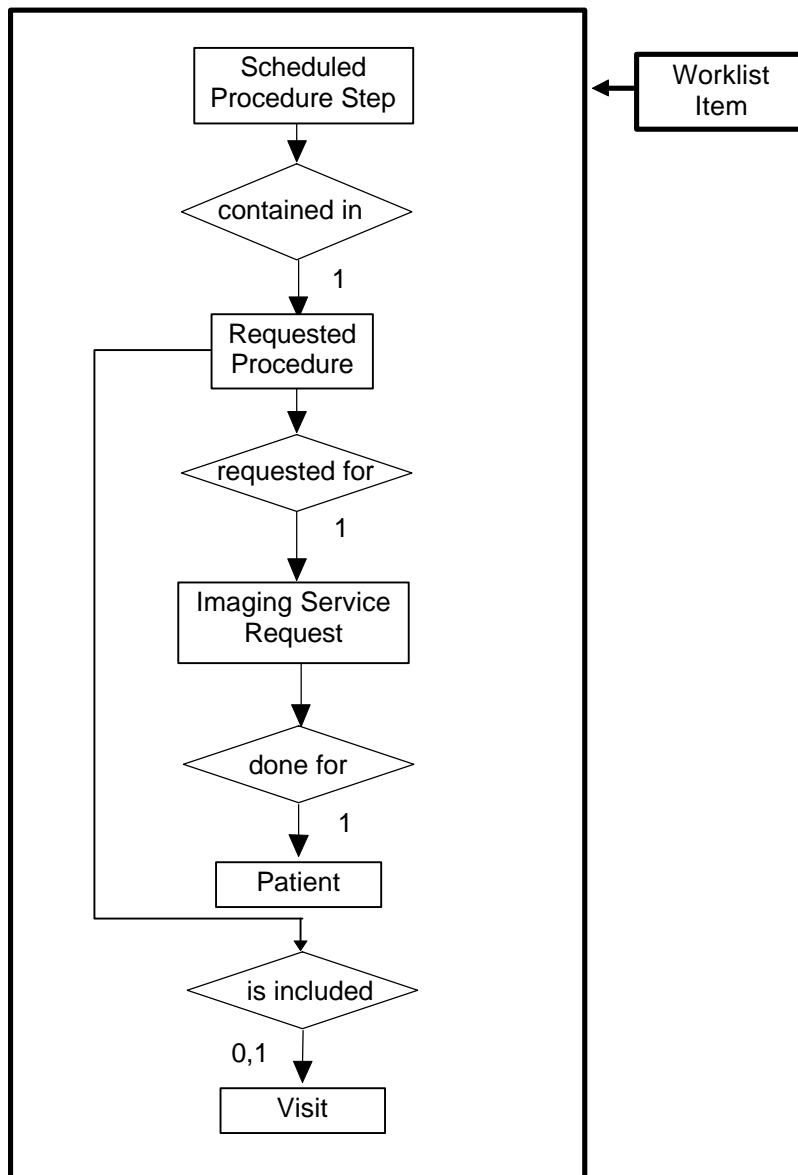 Scheduled
Procedure Step
Worklist
Item
contained in
1
Requested
Procedure
requested for
1
Imaging Service
Request
done for
1
Patient
is included
0,1
Visit